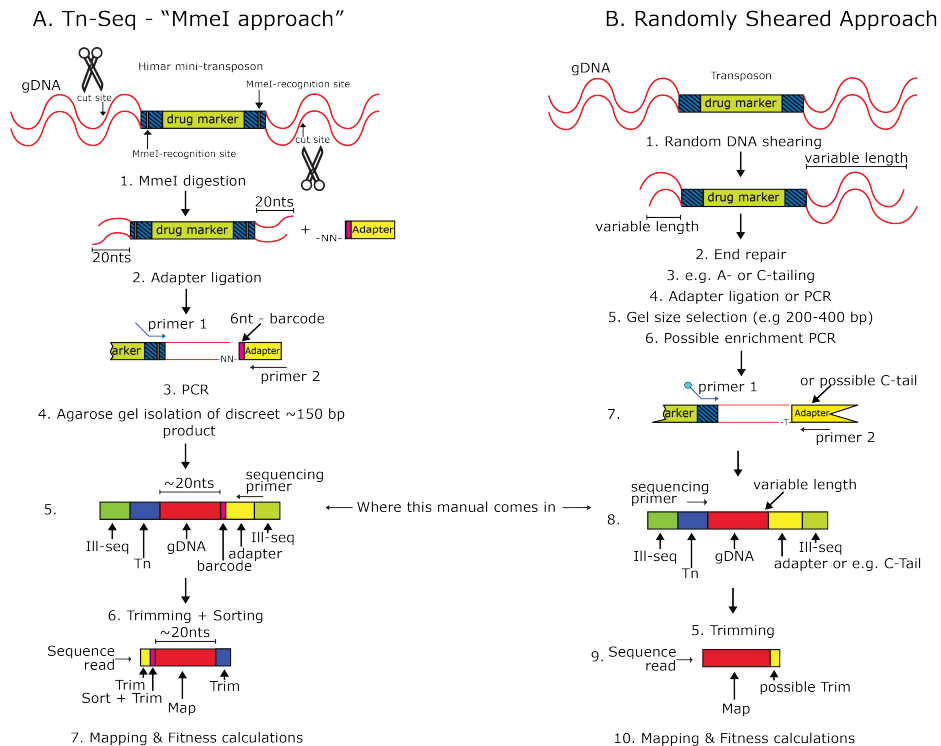 A. Tn-Seq - “MmeI approach”
gDNA
cut site
Himar mini-transposon
MmeI-recognition site
drug marker
MmeI-recognition site
cut site
1. MmeI digestion
20nts
drug marker
+
-NN-
Adapter
20nts
2. Adapter ligation
primer 1
6nt - barcode
arker
NN-
Adapter
primer 2
3. PCR
4. Agarose gel isolation of discreet ~150 bp
product
~20nts
sequencing
primer
5.
Ill-seq
Tn
gDNA
barcode
adapter
Ill-seq
6. Trimming + Sorting
~20nts
Sequence
read
Trim
Sort + Trim
Map
Trim
7. Mapping & Fitness calculations
Where this manual comes in
B. Randomly Sheared Approach
gDNA
Transposon
drug marker
1. Random DNA shearing
variable length
drug marker
variable length
2. End repair
3. e.g. A- or C-tailing
4. Adapter ligation or PCR
5. Gel size selection (e.g 200-400 bp)
6. Possible enrichment PCR
primer 1
or possible C-tail
7.
arker
-T-
Adapter
primer 2
sequencing
primer
variable length
8.
Ill-seq
Tn
gDNA
Ill-seq
adapter or e.g. C-Tail
5. Trimming
9.
Sequence
read
possible Trim
Map
10. Mapping & Fitness calculations